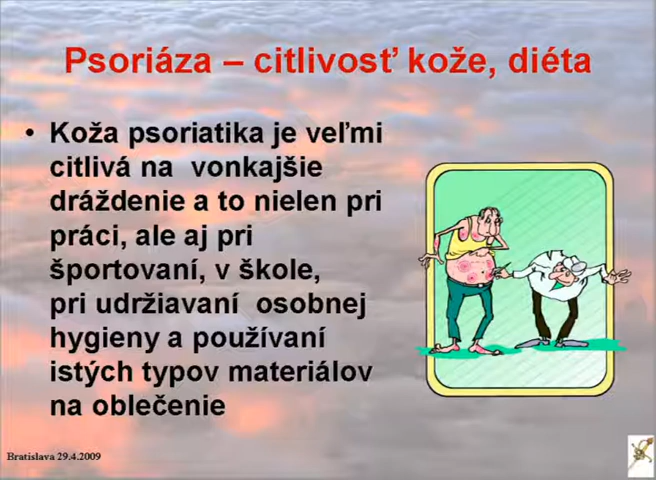 Psoriáza – citlivosť kože, diéta
• Koža psoriatika je veľmi
citlivá na vonkajšie
dráždenie a to nielen pri
práci, ale aj pri
športovaní, v škole,
pri udržiavaní osobnej
hygieny a používaní
istých typov materiálov
na oblečenie
Bratislava 29.4.2009